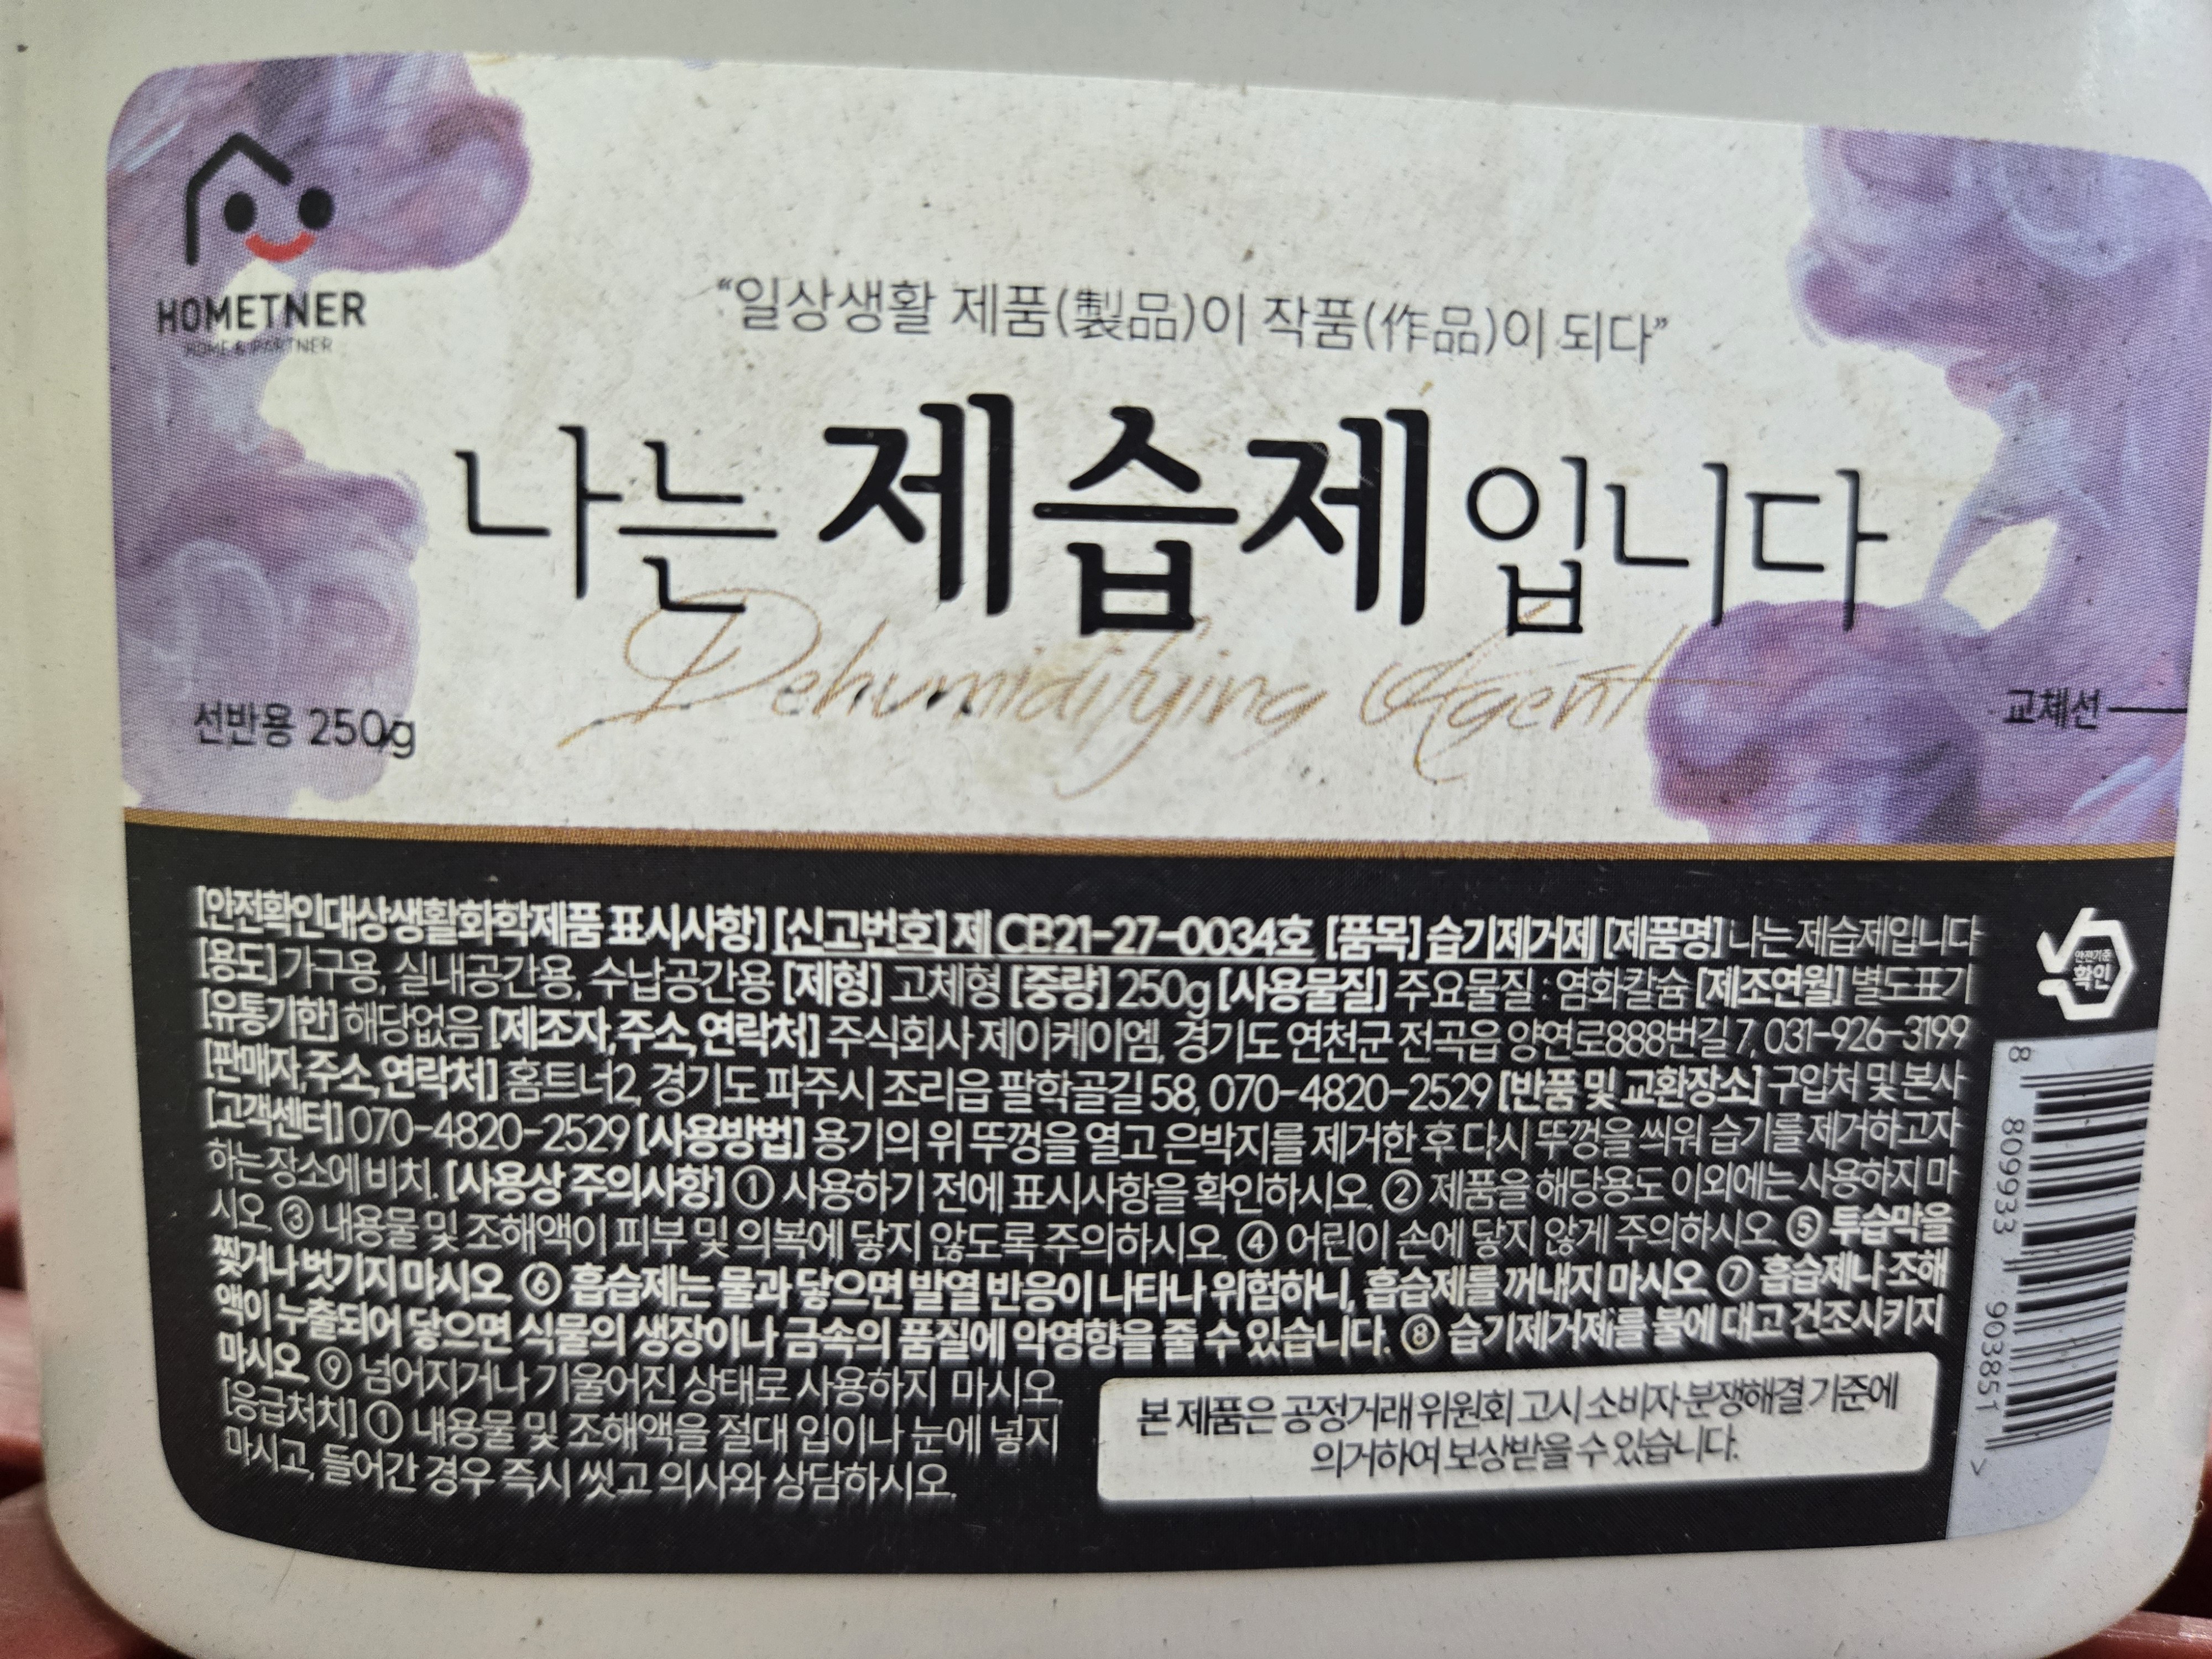 HOMETNER
HOME & PARTNER
“일상생활 제품(製品)이 작품(作品)이 되다”
나는 제습제 입니다
Dehumidifying Agent
선반용 250g
교체선
[안전확인대상생활화학제품 표시사항] [신고번호] 제 CB21-27-0034호 [품목] 습기제거제 [제품명] 나는 제습제입니다
[용도] 가구용, 실내공간용, 수납공간용 [제형] 고체형 [중량] 250g [사용물질] 주요물질 : 염화칼슘 [제조연월] 별도표기
[유통기한] 해당없음 [제조자,주소,연락처] 주식회사 제이케이엠, 경기도 연천군 전곡읍 양연로888번길 7, 031-926-3199
[판매자,주소,연락처] 홈트너2, 경기도 파주시 조리읍 팔학골길 58, 070-4820-2529 [반품 및 교환장소] 구입처 및 본사
[고객센터] 070-4820-2529 [사용방법] 용기의 위 뚜껑을 열고 은박지를 제거한 후 다시 뚜껑을 씌워 습기를 제거하고자
하는 장소에 비치. [사용상 주의사항] ① 사용하기 전에 표시사항을 확인하시오. ② 제품을 해당용도 이외에는 사용하지 마
시오. ③ 내용물 및 조해액이 피부 및 의복에 닿지 않도록 주의하시오. ④ 어린이 손에 닿지 않게 주의하시오. ⑤ 투습막을
찢거나 벗기지 마시오. ⑥ 흡습제는 물과 닿으면 발열 반응이 나타나 위험하니, 흡습제를 꺼내지 마시오. ⑦ 흡습제나 조해
액이 누출되어 닿으면 식물의 생장이나 금속의 품질에 악영향을 줄 수 있습니다. ⑧ 습기제거제를 불에 대고 건조시키지
마시오. ⑨ 넘어지거나 기울어진 상태로 사용하지 마시오.
[응급처치] ① 내용물 및 조해액을 절대 입이나 눈에 넣지
마시고, 들어간 경우 즉시 씻고 의사와 상담하시오.
본 제품은 공정거래 위원회 고시 소비자 분쟁해결 기준에
의거하여 보상받을 수 있습니다.
안전기준
확인
8 809933 903851 >